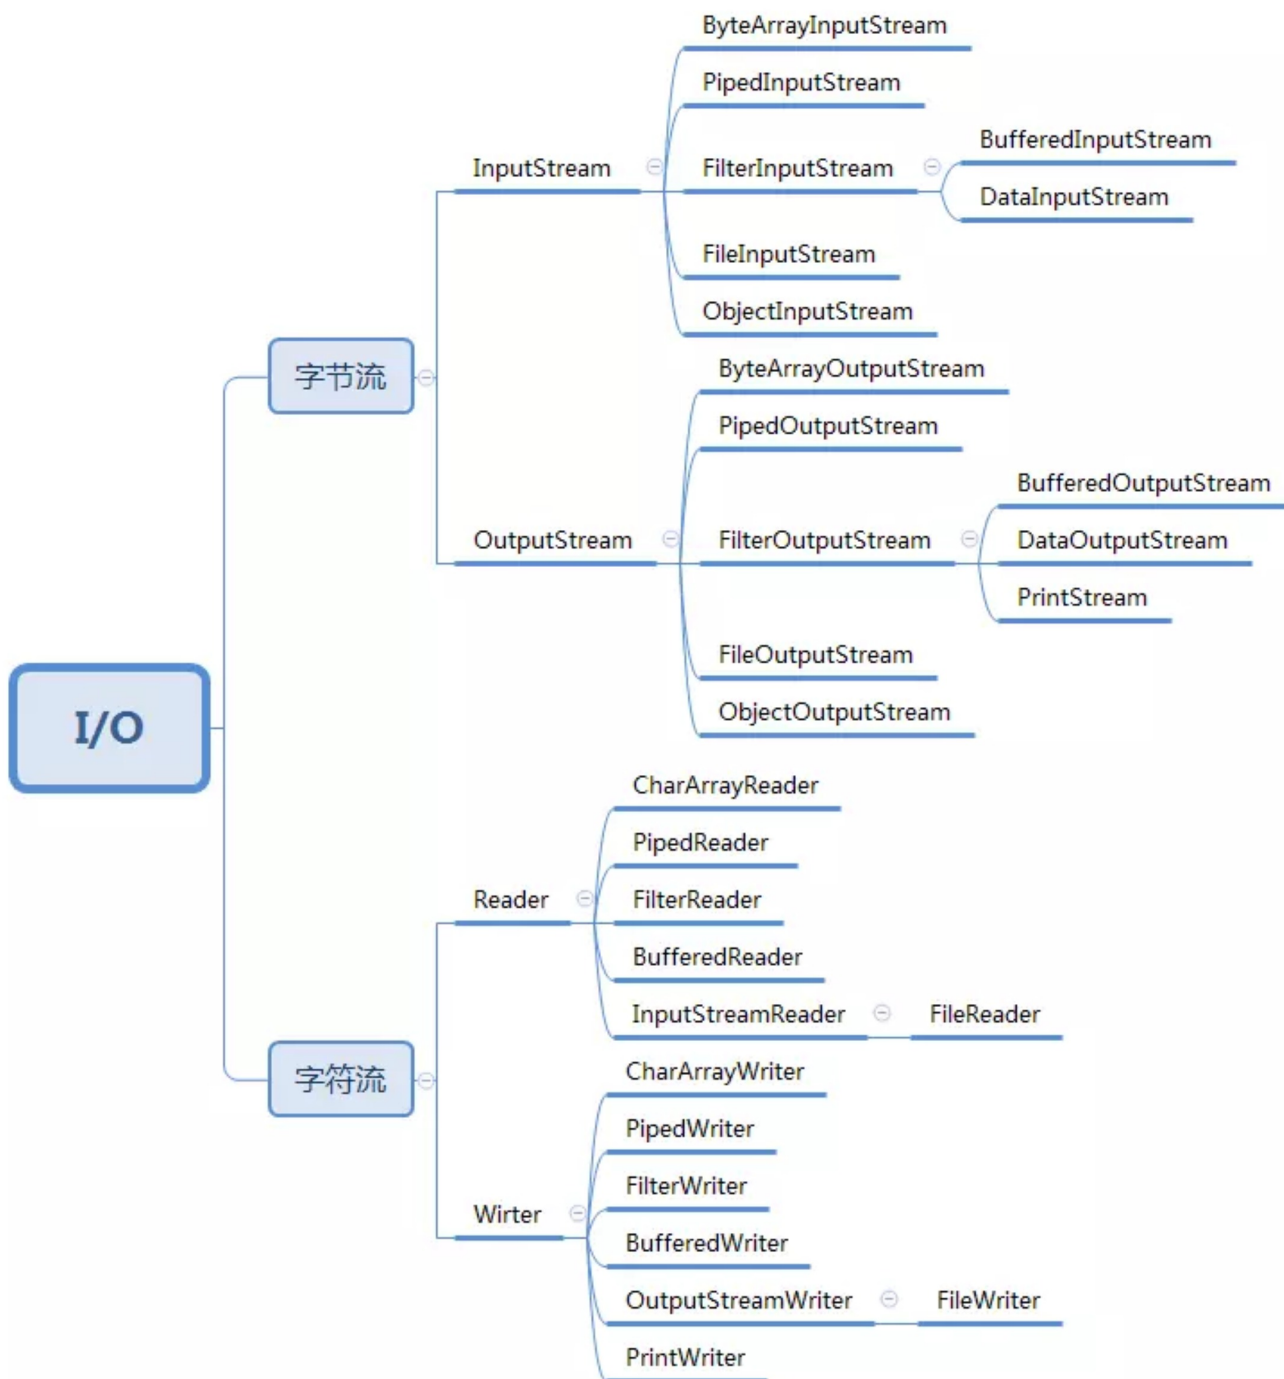 I/O
字节流
InputStream
ByteArrayInputStream
PipedInputStream
FilterInputStream
BufferedInputStream
DataInputStream
FileInputStream
ObjectInputStream
OutputStream
ByteArrayOutputStream
PipedOutputStream
FilterOutputStream
BufferedOutputStream
DataOutputStream
PrintStream
FileOutputStream
ObjectOutputStream
字符流
Reader
CharArrayReader
PipedReader
FilterReader
BufferedReader
InputStreamReader
FileReader
Wirter
CharArrayWriter
PipedWriter
FilterWriter
BufferedWriter
OutputStreamWriter
FileWriter
PrintWriter